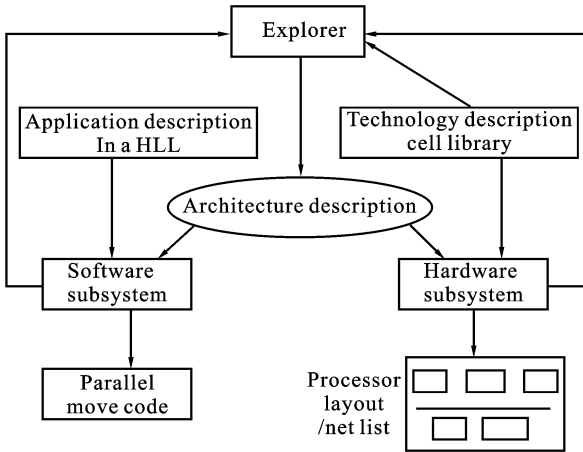 Explorer
Application description
In a HLL
Technology description
cell library
Architecture description
Software
subsystem
Hardware
subsystem
Parallel
move code
Processor
layout
/net list